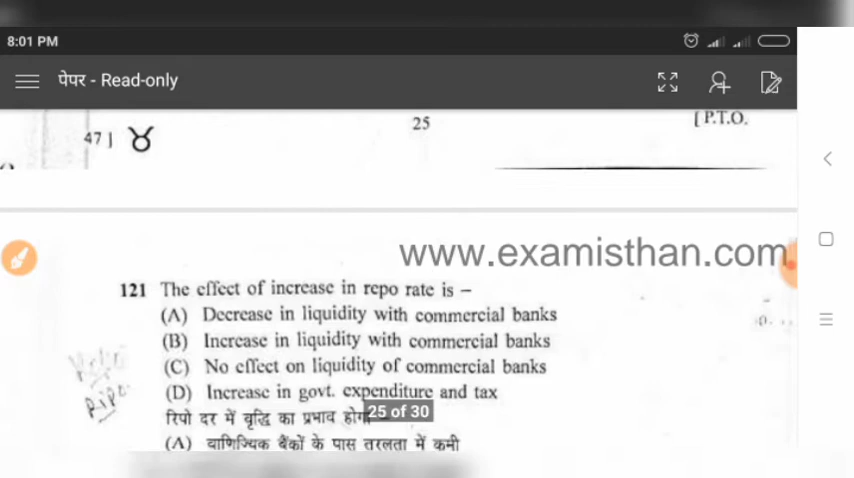 8:01 PM
पेपर - Read-only
47] ♉ 25 [ P.T.O.
www.examisthan.com
121 The effect of increase in repo rate is –
(A) Decrease in liquidity with commercial banks
(B) Increase in liquidity with commercial banks
(C) No effect on liquidity of commercial banks
(D) Increase in govt. expenditure and tax
रिपो दर में वृद्धि का प्रभाव होगा
25 of 30
(A) वाणिज्यिक बैंकों के पास तरलता में कमी